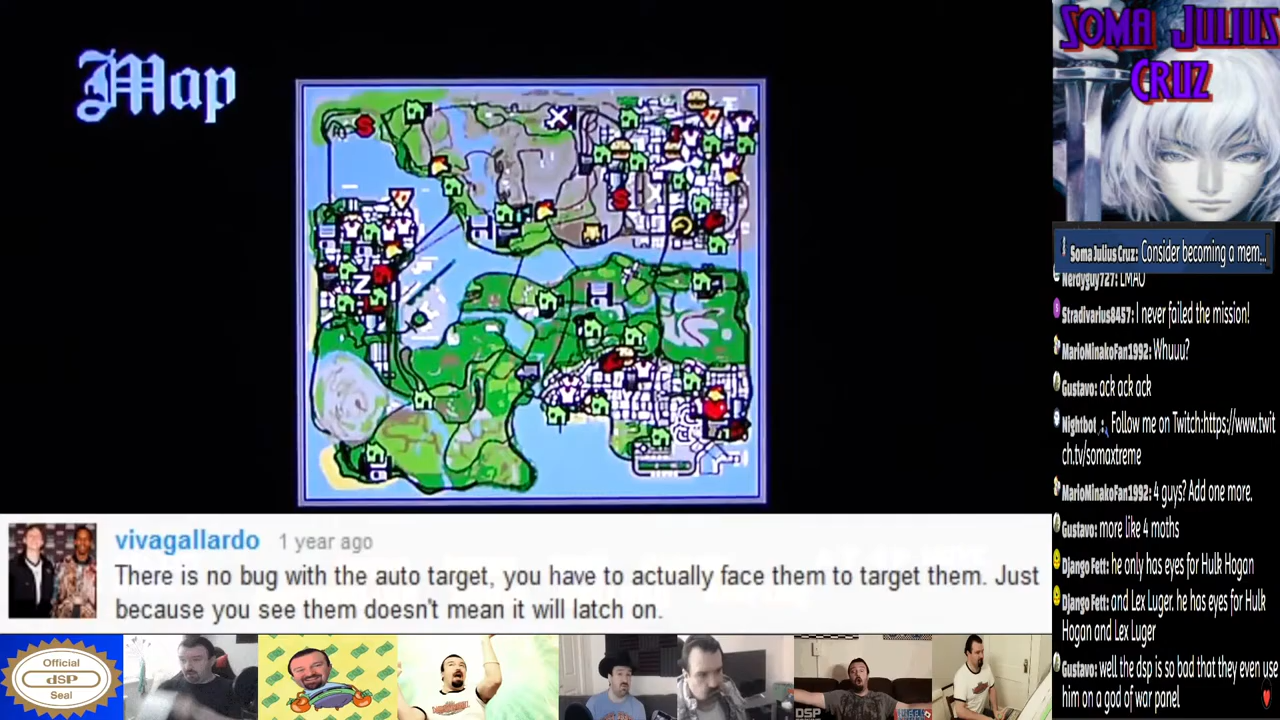 Map
SOMA JULIUS
CRUZ
SomaJuliusCruz: Consider becoming a mem...
Nerdyguy727: LMAO
Stradivarius8457: I never failed the mission!
MarioMinakoFan1992: Whuuu?
Gustavo: ack ack ack
Nightbot : Follow me on Twitch:https://www.twit
ch.tv/somaxtreme
MarioMinakoFan1992: 4 guys? Add one more.
Gustavo: more like 4 moths
Django Fett: he only has eyes for Hulk Hogan
Django Fett: and Lex Luger. he has eyes for Hulk
Hogan and Lex Luger
Gustavo: well the dsp is so bad that they even use
him on a god of war panel
vivagallardo 1 year ago
There is no bug with the auto target, you have to actually face them to target them. Just
because you see them doesn't mean it will latch on.
Official
dSP
Seal
DSP